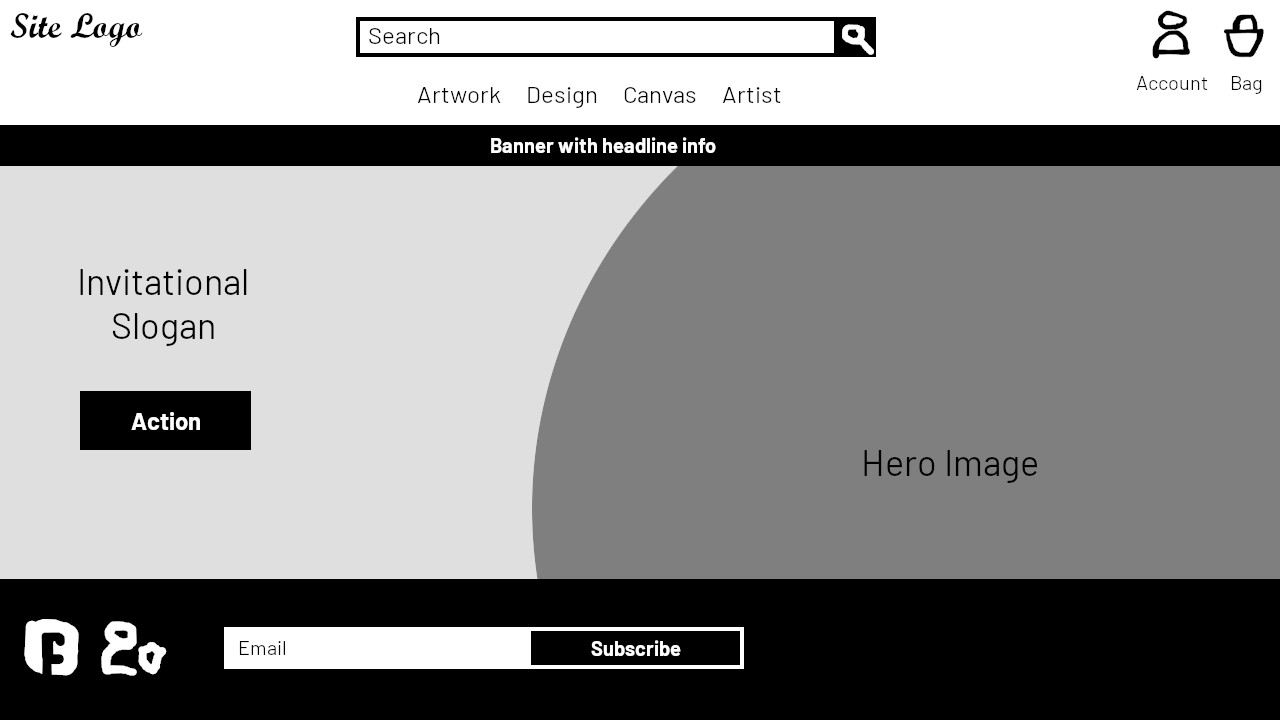 Site Logo
Search
Account
Bag
Artwork Design Canvas Artist
Banner with headline info
Invitational
Slogan
Action
Hero Image
Email
Subscribe